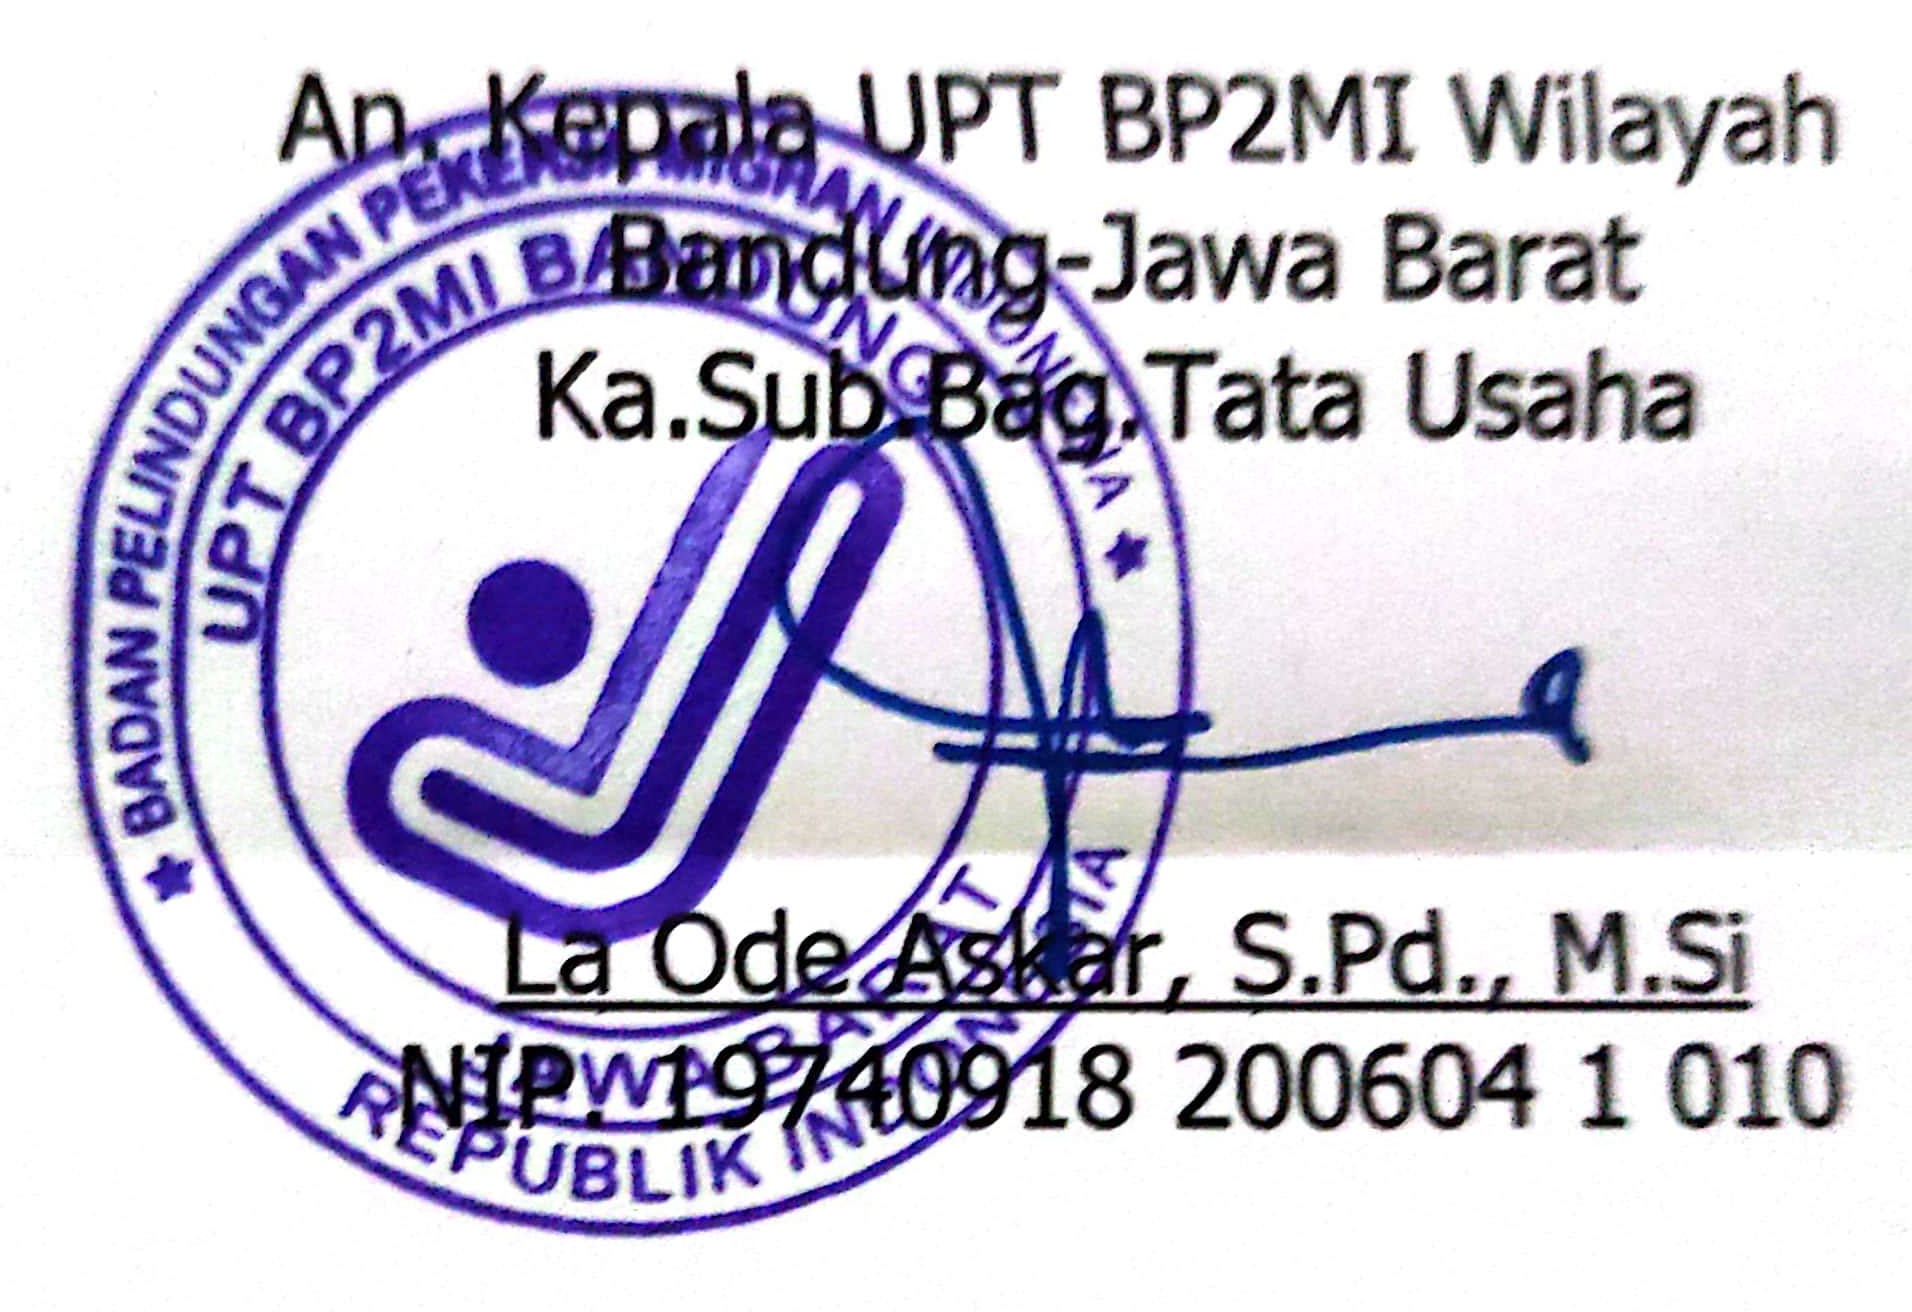 An. Kepala UPT BP2MI Wilayah
Bandung-Jawa Barat
Ka.Sub.Bag.Tata Usaha
BADAN PELINDUNGAN PEKERJA MIGRAN INDONESIA
UPT BP2MI BANDUNG
JAWA BARAT
REPUBLIK INDONESIA
La Ode Askar, S.Pd., M.Si
NIP. 19740918 200604 1 010